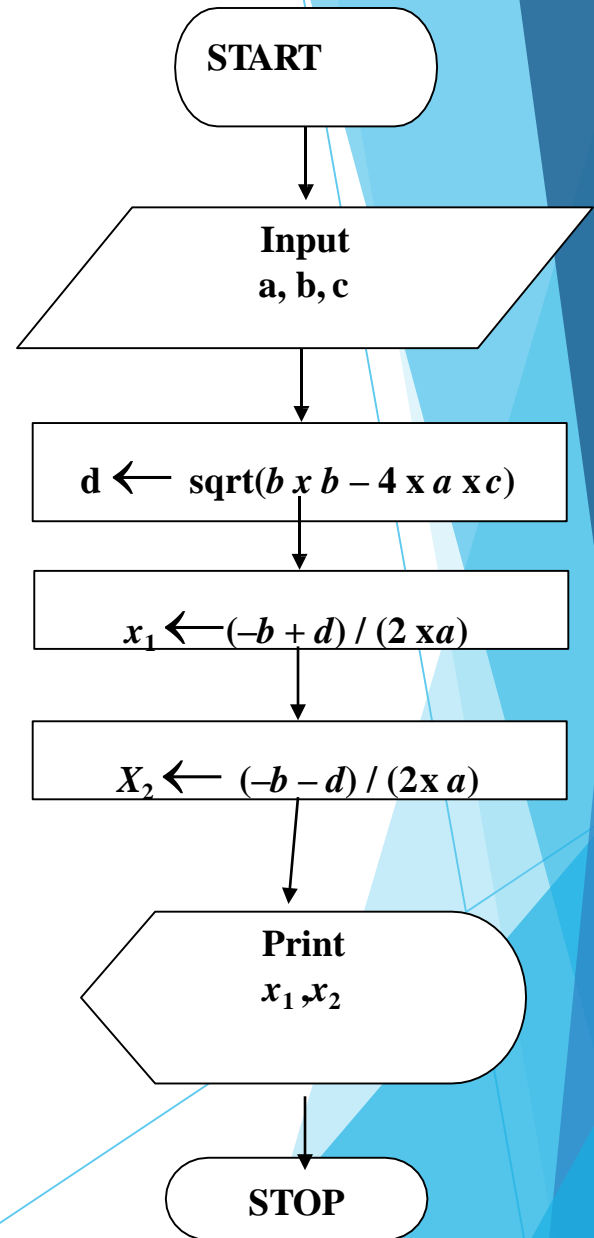 START
Input
a, b, c
d ← sqrt(b x b – 4 x a x c)
x₁ ← (–b + d) / (2 xa)
X₂ ← (–b – d) / (2x a)
Print
x₁ ,x₂
STOP